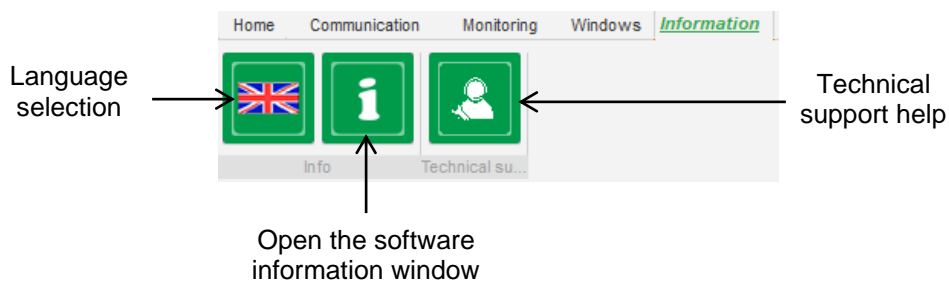 Home Communication Monitoring Windows Information
Language
selection
i
Technical
support help
Info Technical su...
Open the software
information window